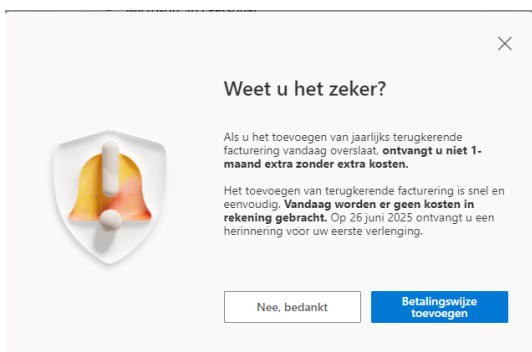 Weet u het zeker?
Als u het toevoegen van jaarlijks terugkerende
facturering vandaag overslaat, ontvangt u niet 1-
maand extra zonder extra kosten.
Het toevoegen van terugkerende facturering is snel en
eenvoudig. Vandaag worden er geen kosten in
rekening gebracht. Op 26 juni 2025 ontvangt u een
herinnering voor uw eerste verlenging.
Nee, bedankt
Betalingswijze
toevoegen